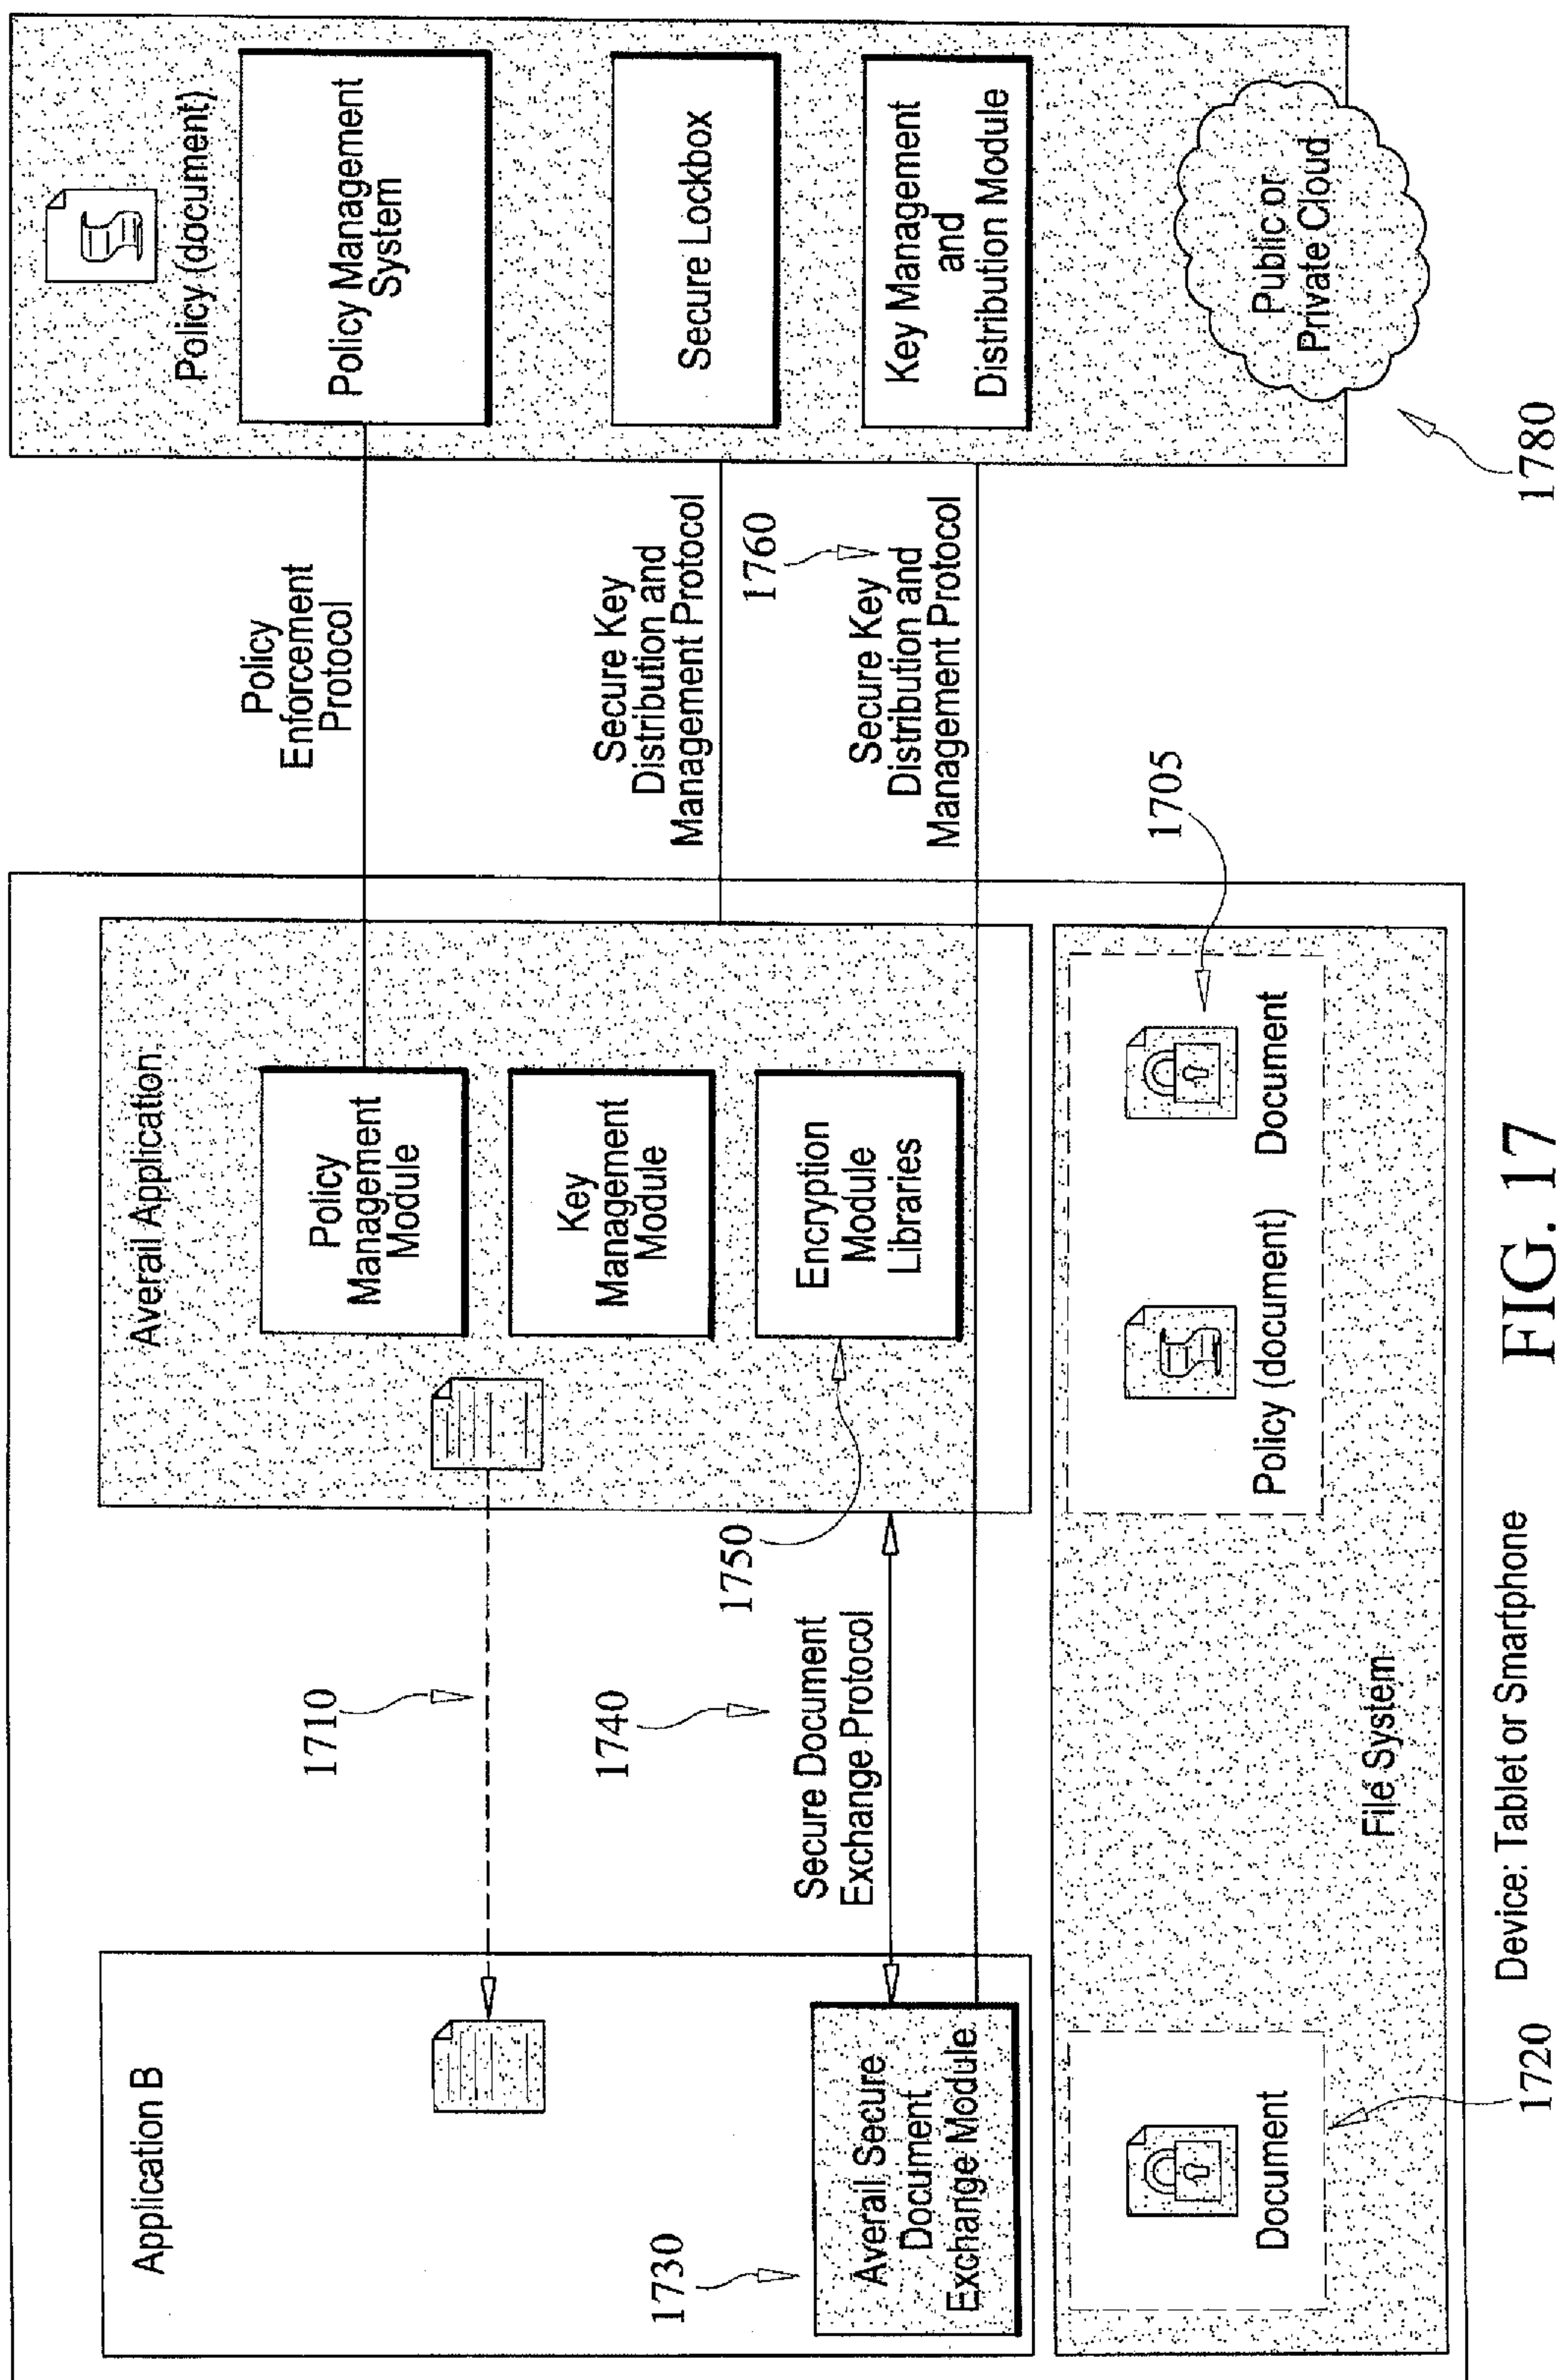 Application B
1730
Averail Secure
Document
Exchange Module
1710
1740
Secure Document
Exchange Protocol
Averail Application
Policy
Management
Module
Key
Management
Module
Encryption
Module
Libraries
1750
Policy
Enforcement
Protocol
Secure Key
Distribution and
Management Protocol
1760
Secure Key
Distribution and
Management Protocol
Policy (document)
Policy Management
System
Secure Lockbox
Key Management
and
Distribution Module
Public or
Private Cloud
1780
Document
File System
Policy (document)
Document
1705
1720
Device: Tablet or Smartphone
FIG. 17